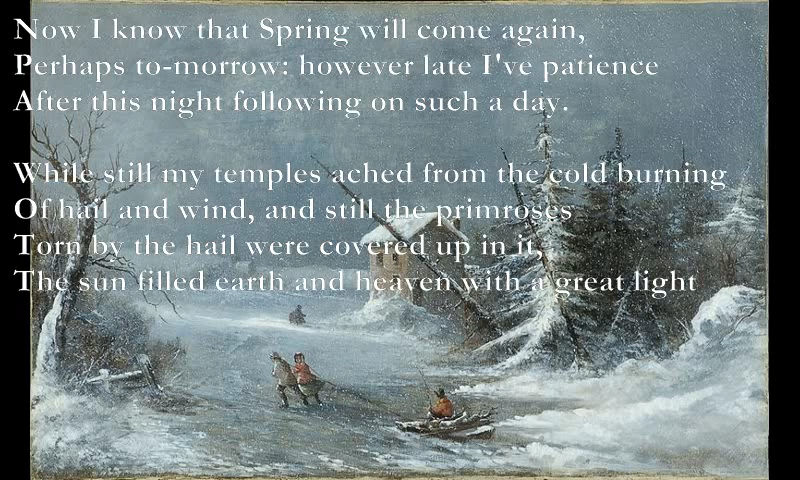 Now I know that Spring will come again,
Perhaps to-morrow: however late I've patience
After this night following on such a day.
While still my temples ached from the cold burning
Of hail and wind, and still the primroses
Torn by the hail were covered up in it,
The sun filled earth and heaven with a great light